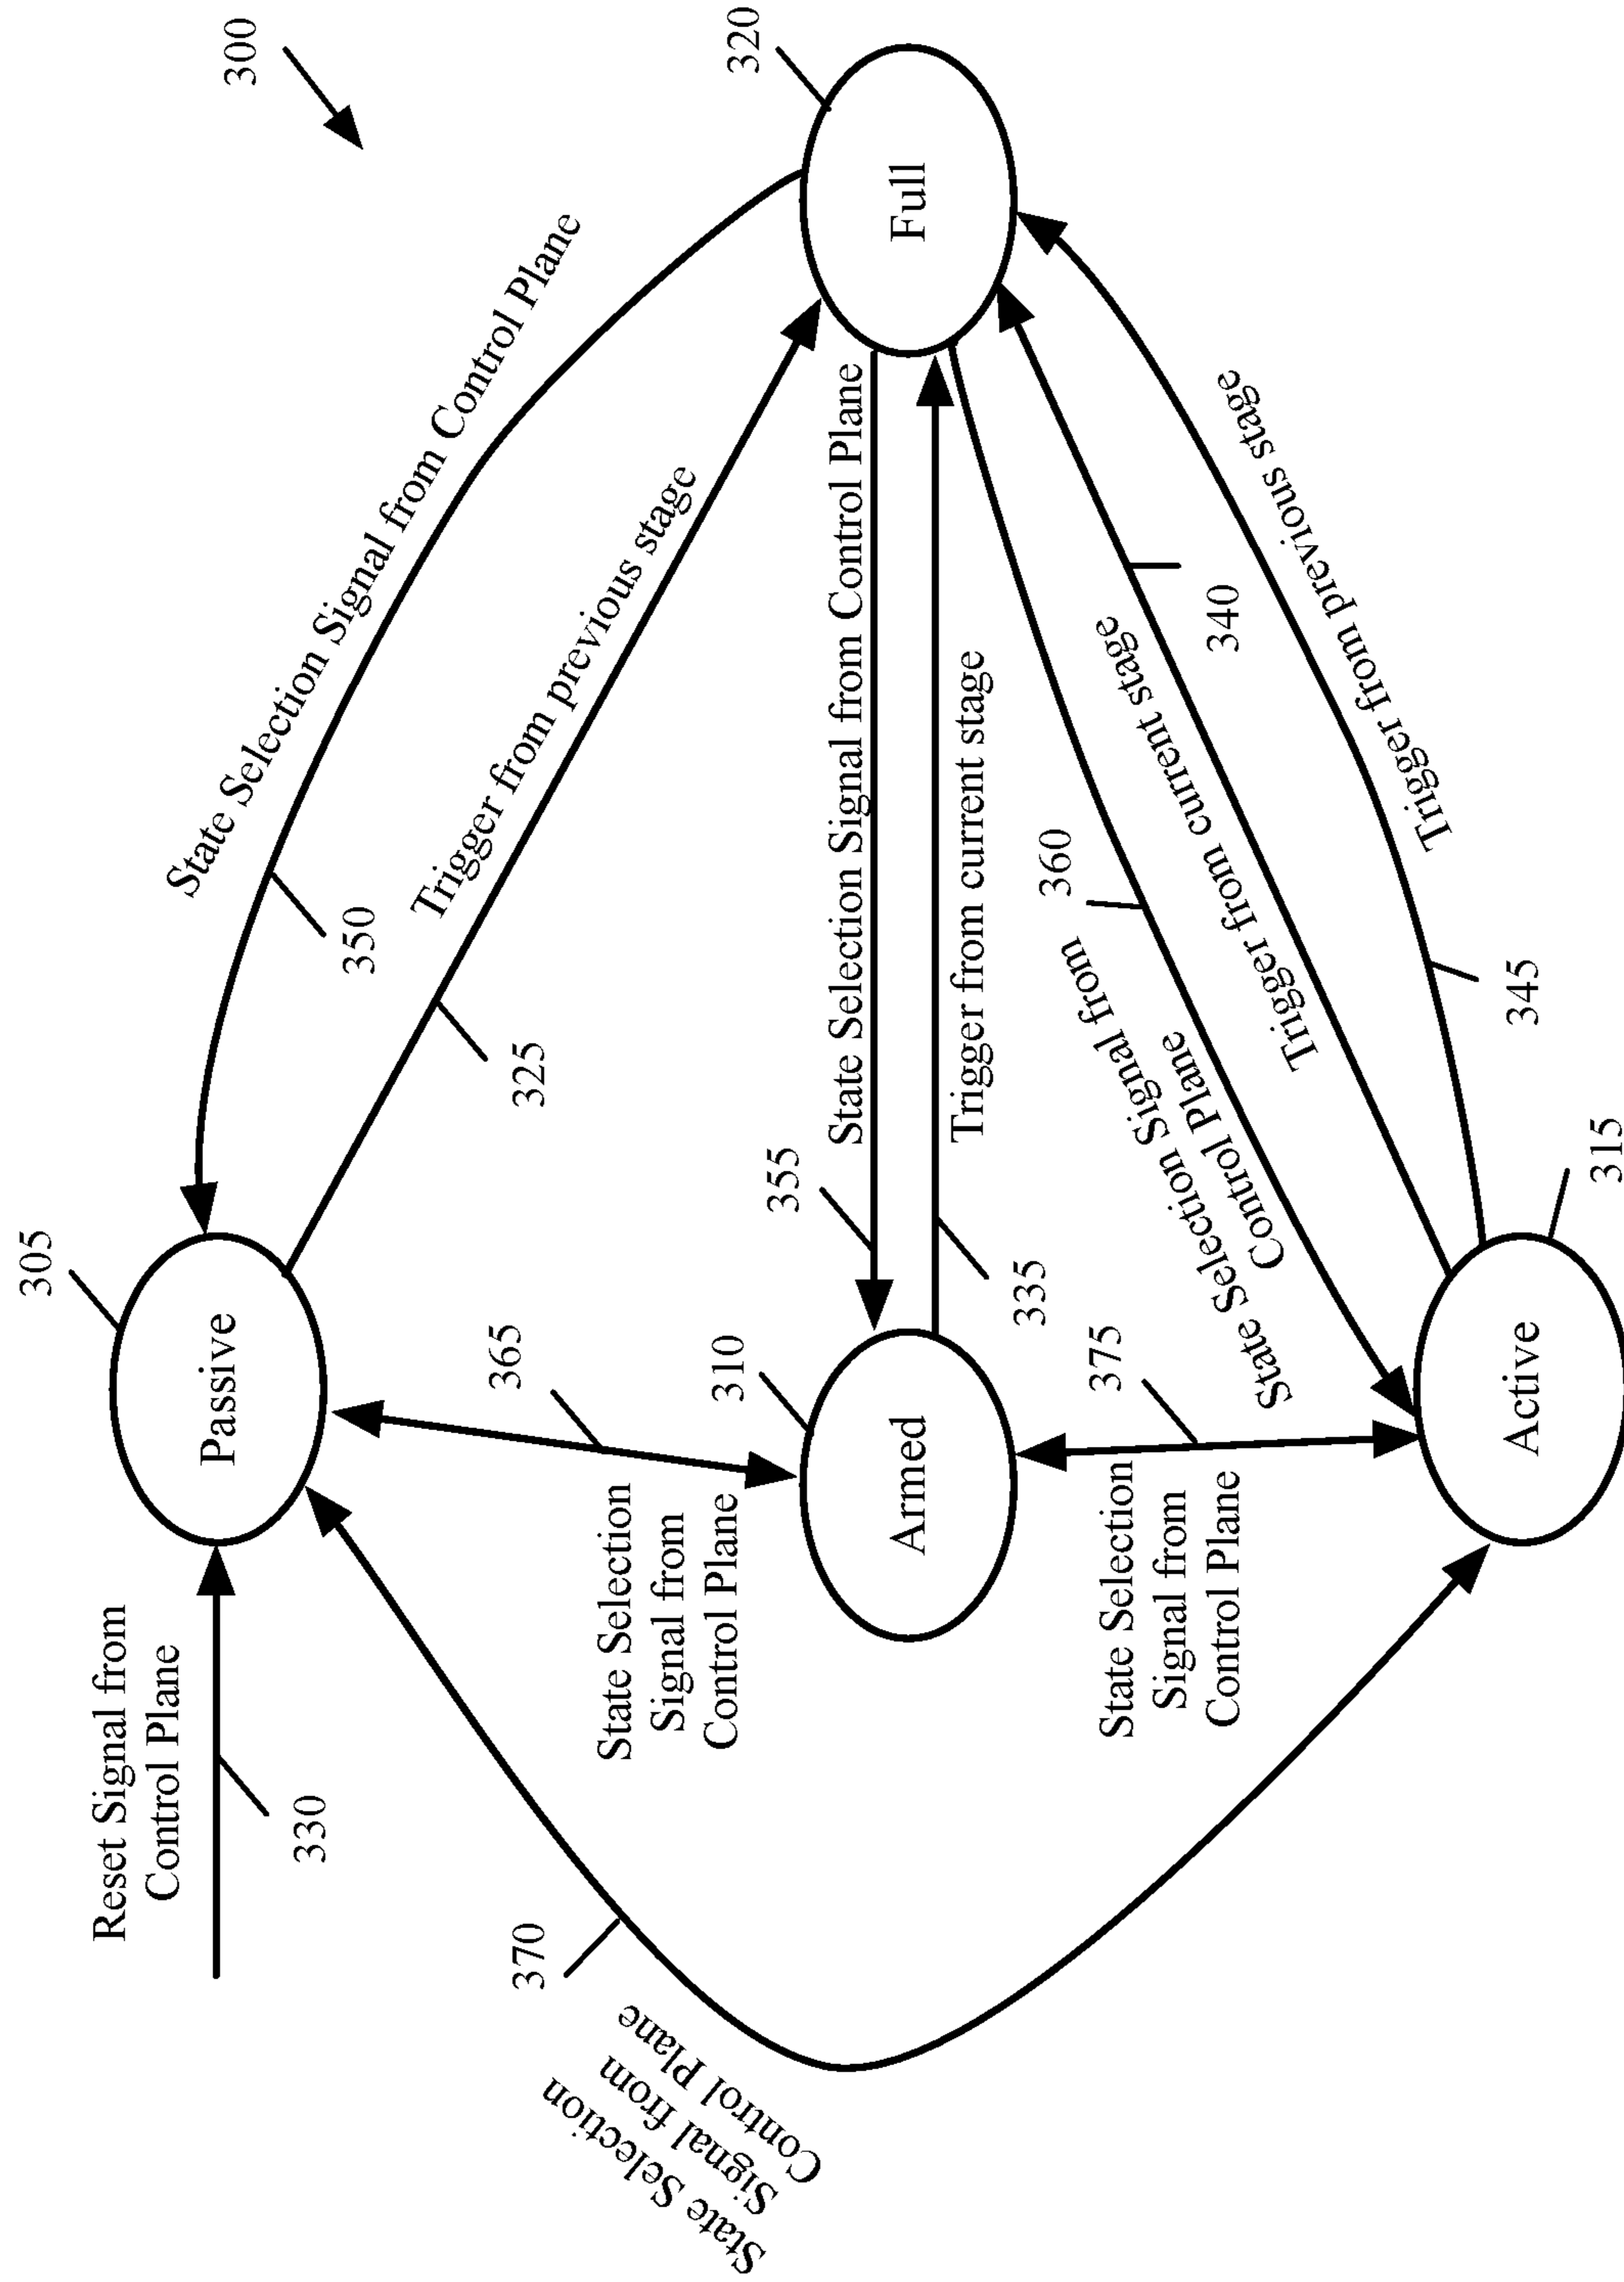 300
Reset Signal from
Control Plane
330
305
Passive
State Selection Signal from Control Plane
350
Trigger from previous stage
325
320
Full
State Selection
Signal from
Control Plane
370
365
State Selection
Signal from
Control Plane
310
Armed
355
State Selection Signal from Control Plane
Trigger from current stage
335
360
State Selection Signal from
Control Plane
Trigger from current stage
340
375
State Selection
Signal from
Control Plane
Trigger from previous stage
345
Active
315